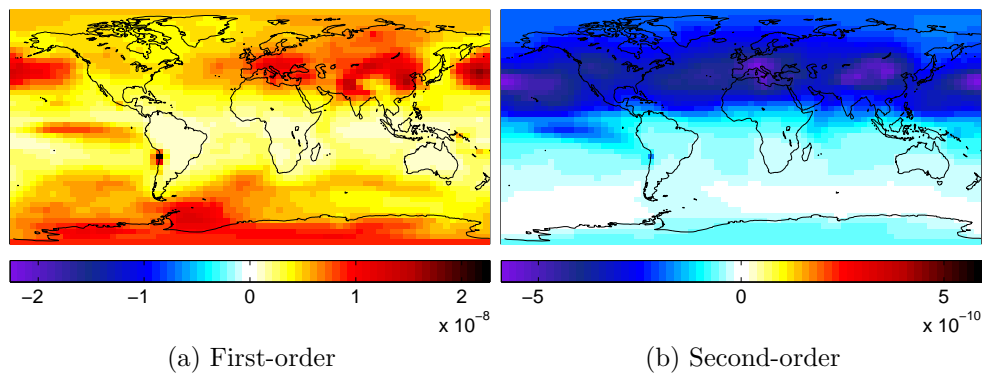 −2 −1 0 1 2
x 10−8
(a) First-order
−5 0 5
x 10−10
(b) Second-order